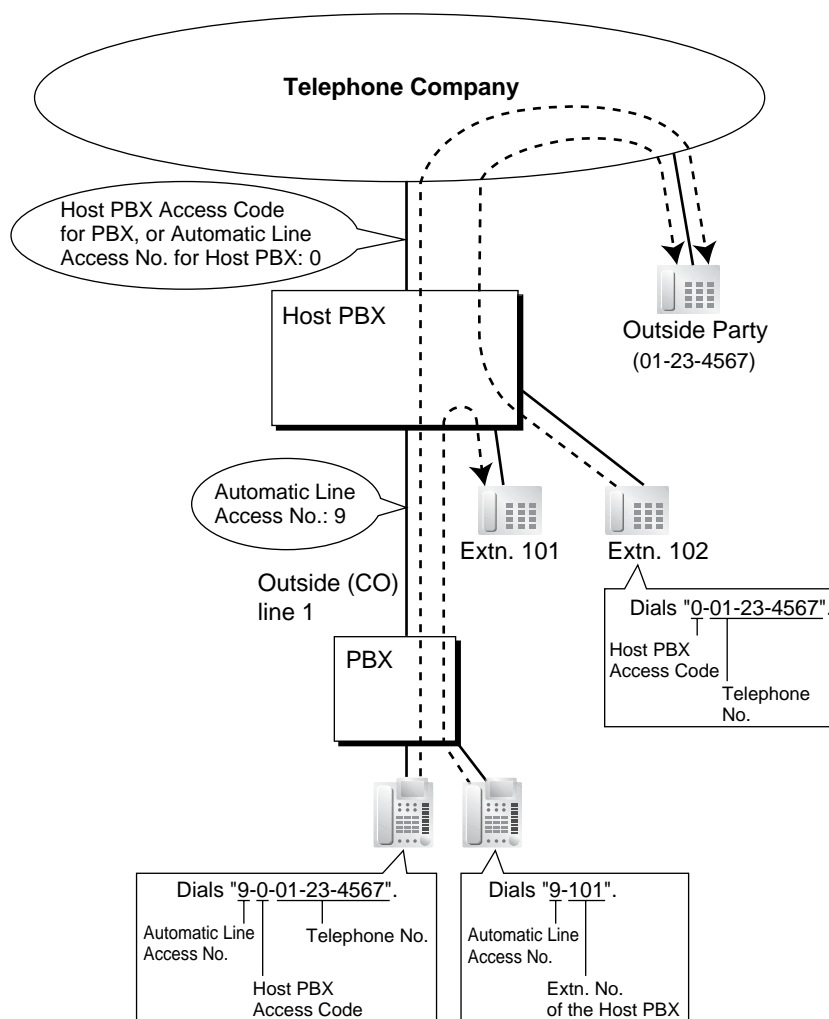 Telephone Company
Host PBX Access Code
for PBX, or Automatic Line
Access No. for Host PBX: 0
Host PBX
Outside Party
(01-23-4567)
Automatic Line
Access No.: 9
Extn. 101
Extn. 102
Outside (CO)
line 1
Dials "0-01-23-4567".
Host PBX
Access Code
Telephone
No.
PBX
Dials "9-0-01-23-4567".
Automatic Line
Access No.
Telephone No.
Host PBX
Access Code
Dials "9-101".
Automatic Line
Access No.
Extn. No.
of the Host PBX